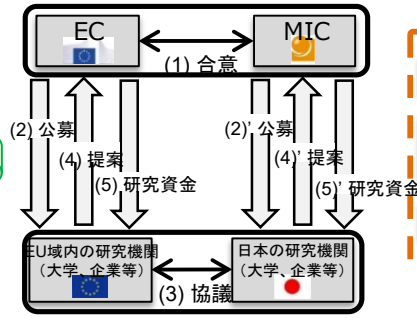 EC
MIC
(1) 合意
(2) 公募
(2)’ 公募
(4) 提案
(4)’ 提案
(5) 研究資金
(5)’ 研究資金
EU域内の研究機関
（大学、企業等）
日本の研究機関
（大学、企業等）
(3) 協議